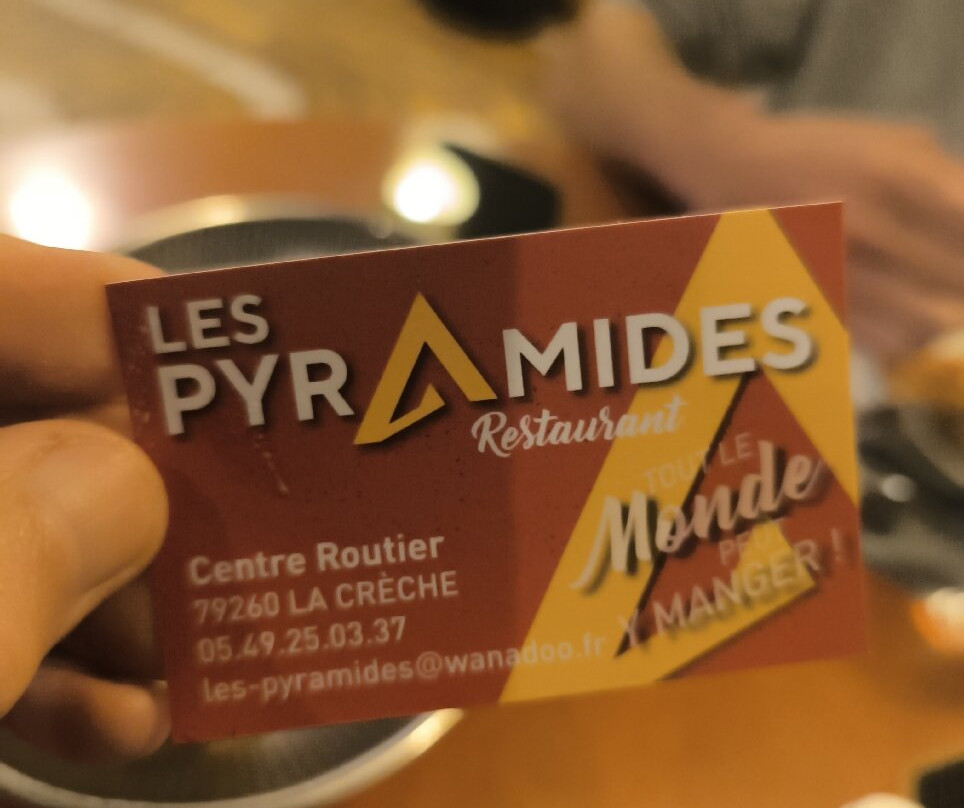 LES
PYRAMIDES
Restaurant
TOUT LE
Monde
PEUT
Y MANGER !
Centre Routier
79260 LA CRÈCHE
05.49.25.03.37
les-pyramides@wanadoo.fr